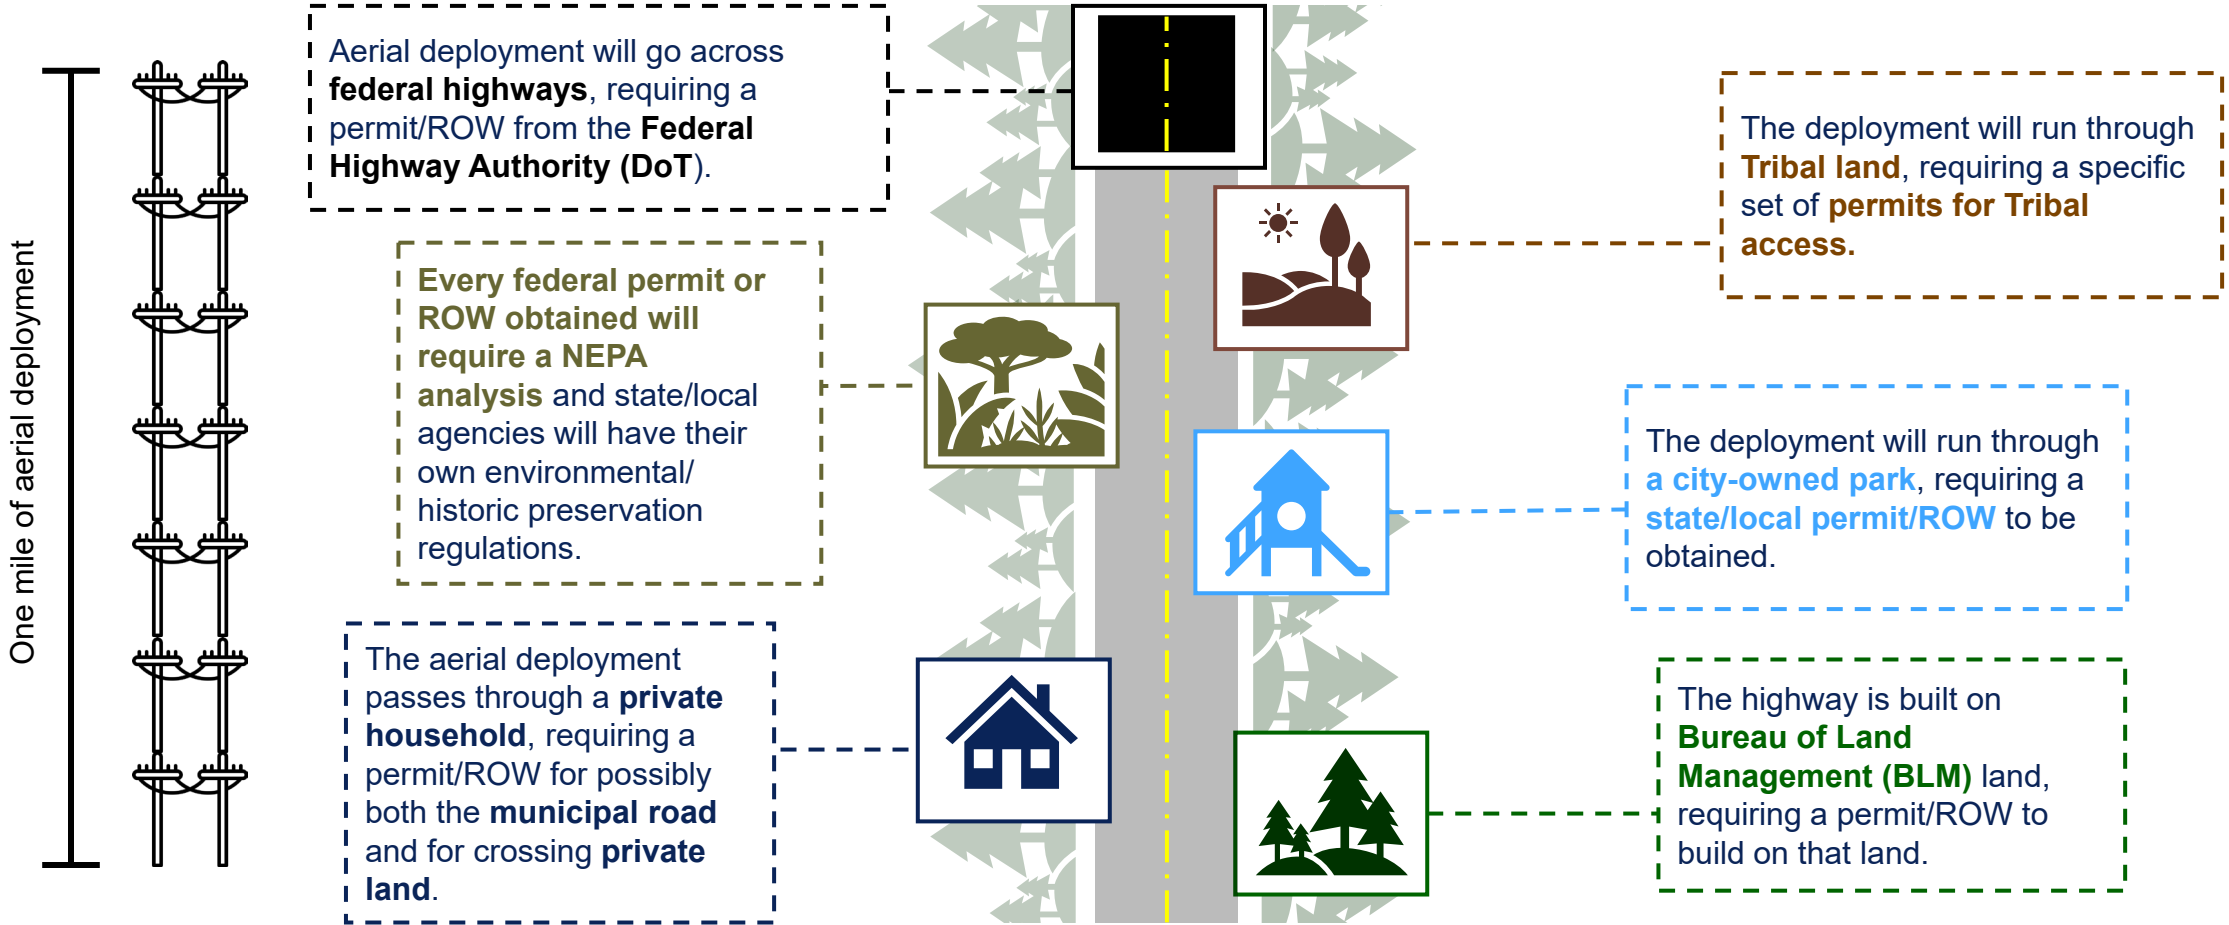 One mile of aerial deployment
Aerial deployment will go across
federal highways, requiring a
permit/ROW from the Federal
Highway Authority (DoT).
Every federal permit or
ROW obtained will
require a NEPA
analysis and state/local
agencies will have their
own environmental/
historic preservation
regulations.
The aerial deployment
passes through a private
household, requiring a
permit/ROW for possibly
both the municipal road
and for crossing private
land.
The deployment will run through
Tribal land, requiring a specific
set of permits for Tribal
access.
The deployment will run through
a city-owned park, requiring a
state/local permit/ROW to be
obtained.
The highway is built on
Bureau of Land
Management (BLM) land,
requiring a permit/ROW to
build on that land.